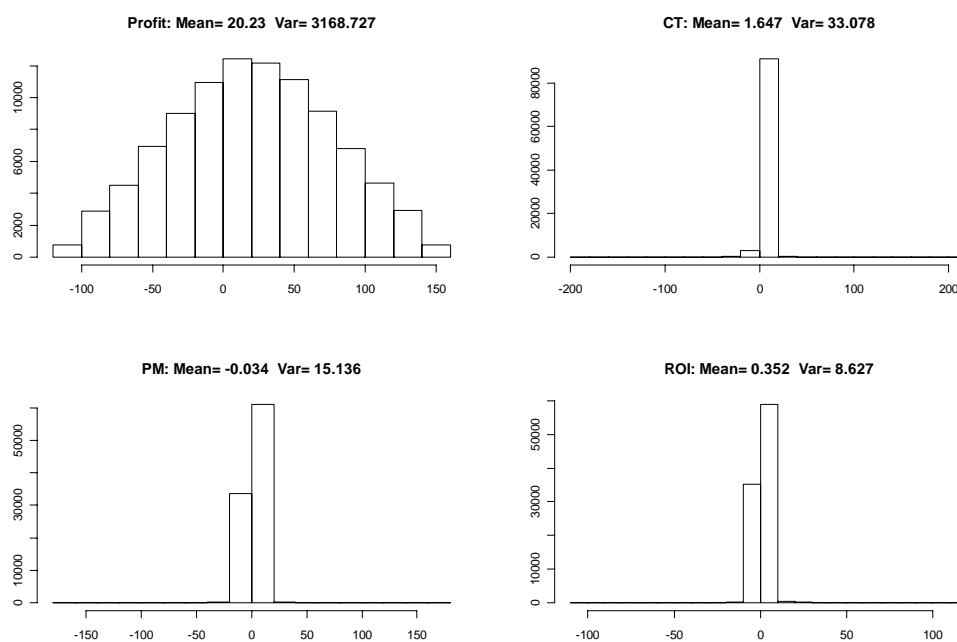 Profit: Mean= 20.23 Var= 3168.727
0 2000 6000 10000
-100 -50 0 50 100 150
CT: Mean= 1.647 Var= 33.078
0 20000 40000 60000 80000
-200 -100 0 100 200
PM: Mean= -0.034 Var= 15.136
0 10000 30000 50000
-150 -100 -50 0 50 100 150
ROI: Mean= 0.352 Var= 8.627
0 10000 30000 50000
-100 -50 0 50 100